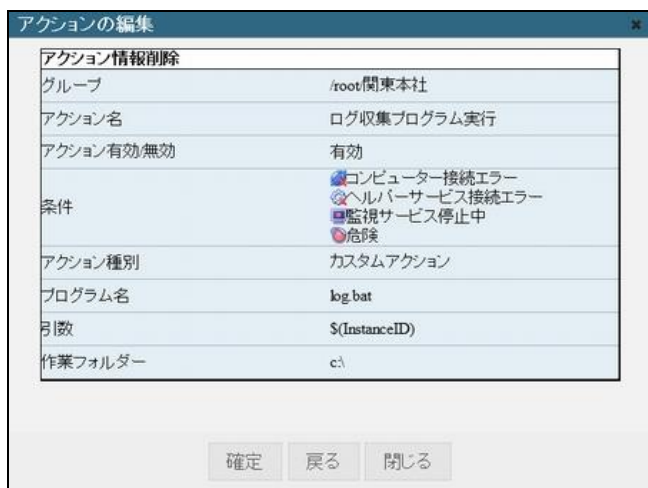 アクションの編集
アクション情報削除
グループ /root/関東本社
アクション名 ログ収集プログラム実行
アクション有効/無効 有効
条件 コンピューター接続エラー
ヘルパーサービス接続エラー
監視サービス停止中
危険
アクション種別 カスタムアクション
プログラム名 log.bat
引数 $(InstanceID)
作業フォルダー c:\
確定 戻る 閉じる